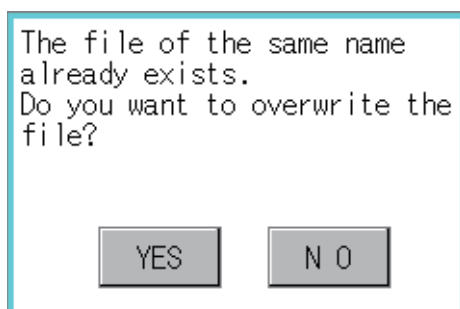 The file of the same name
already exists.
Do you want to overwrite the
file?
YES
N O